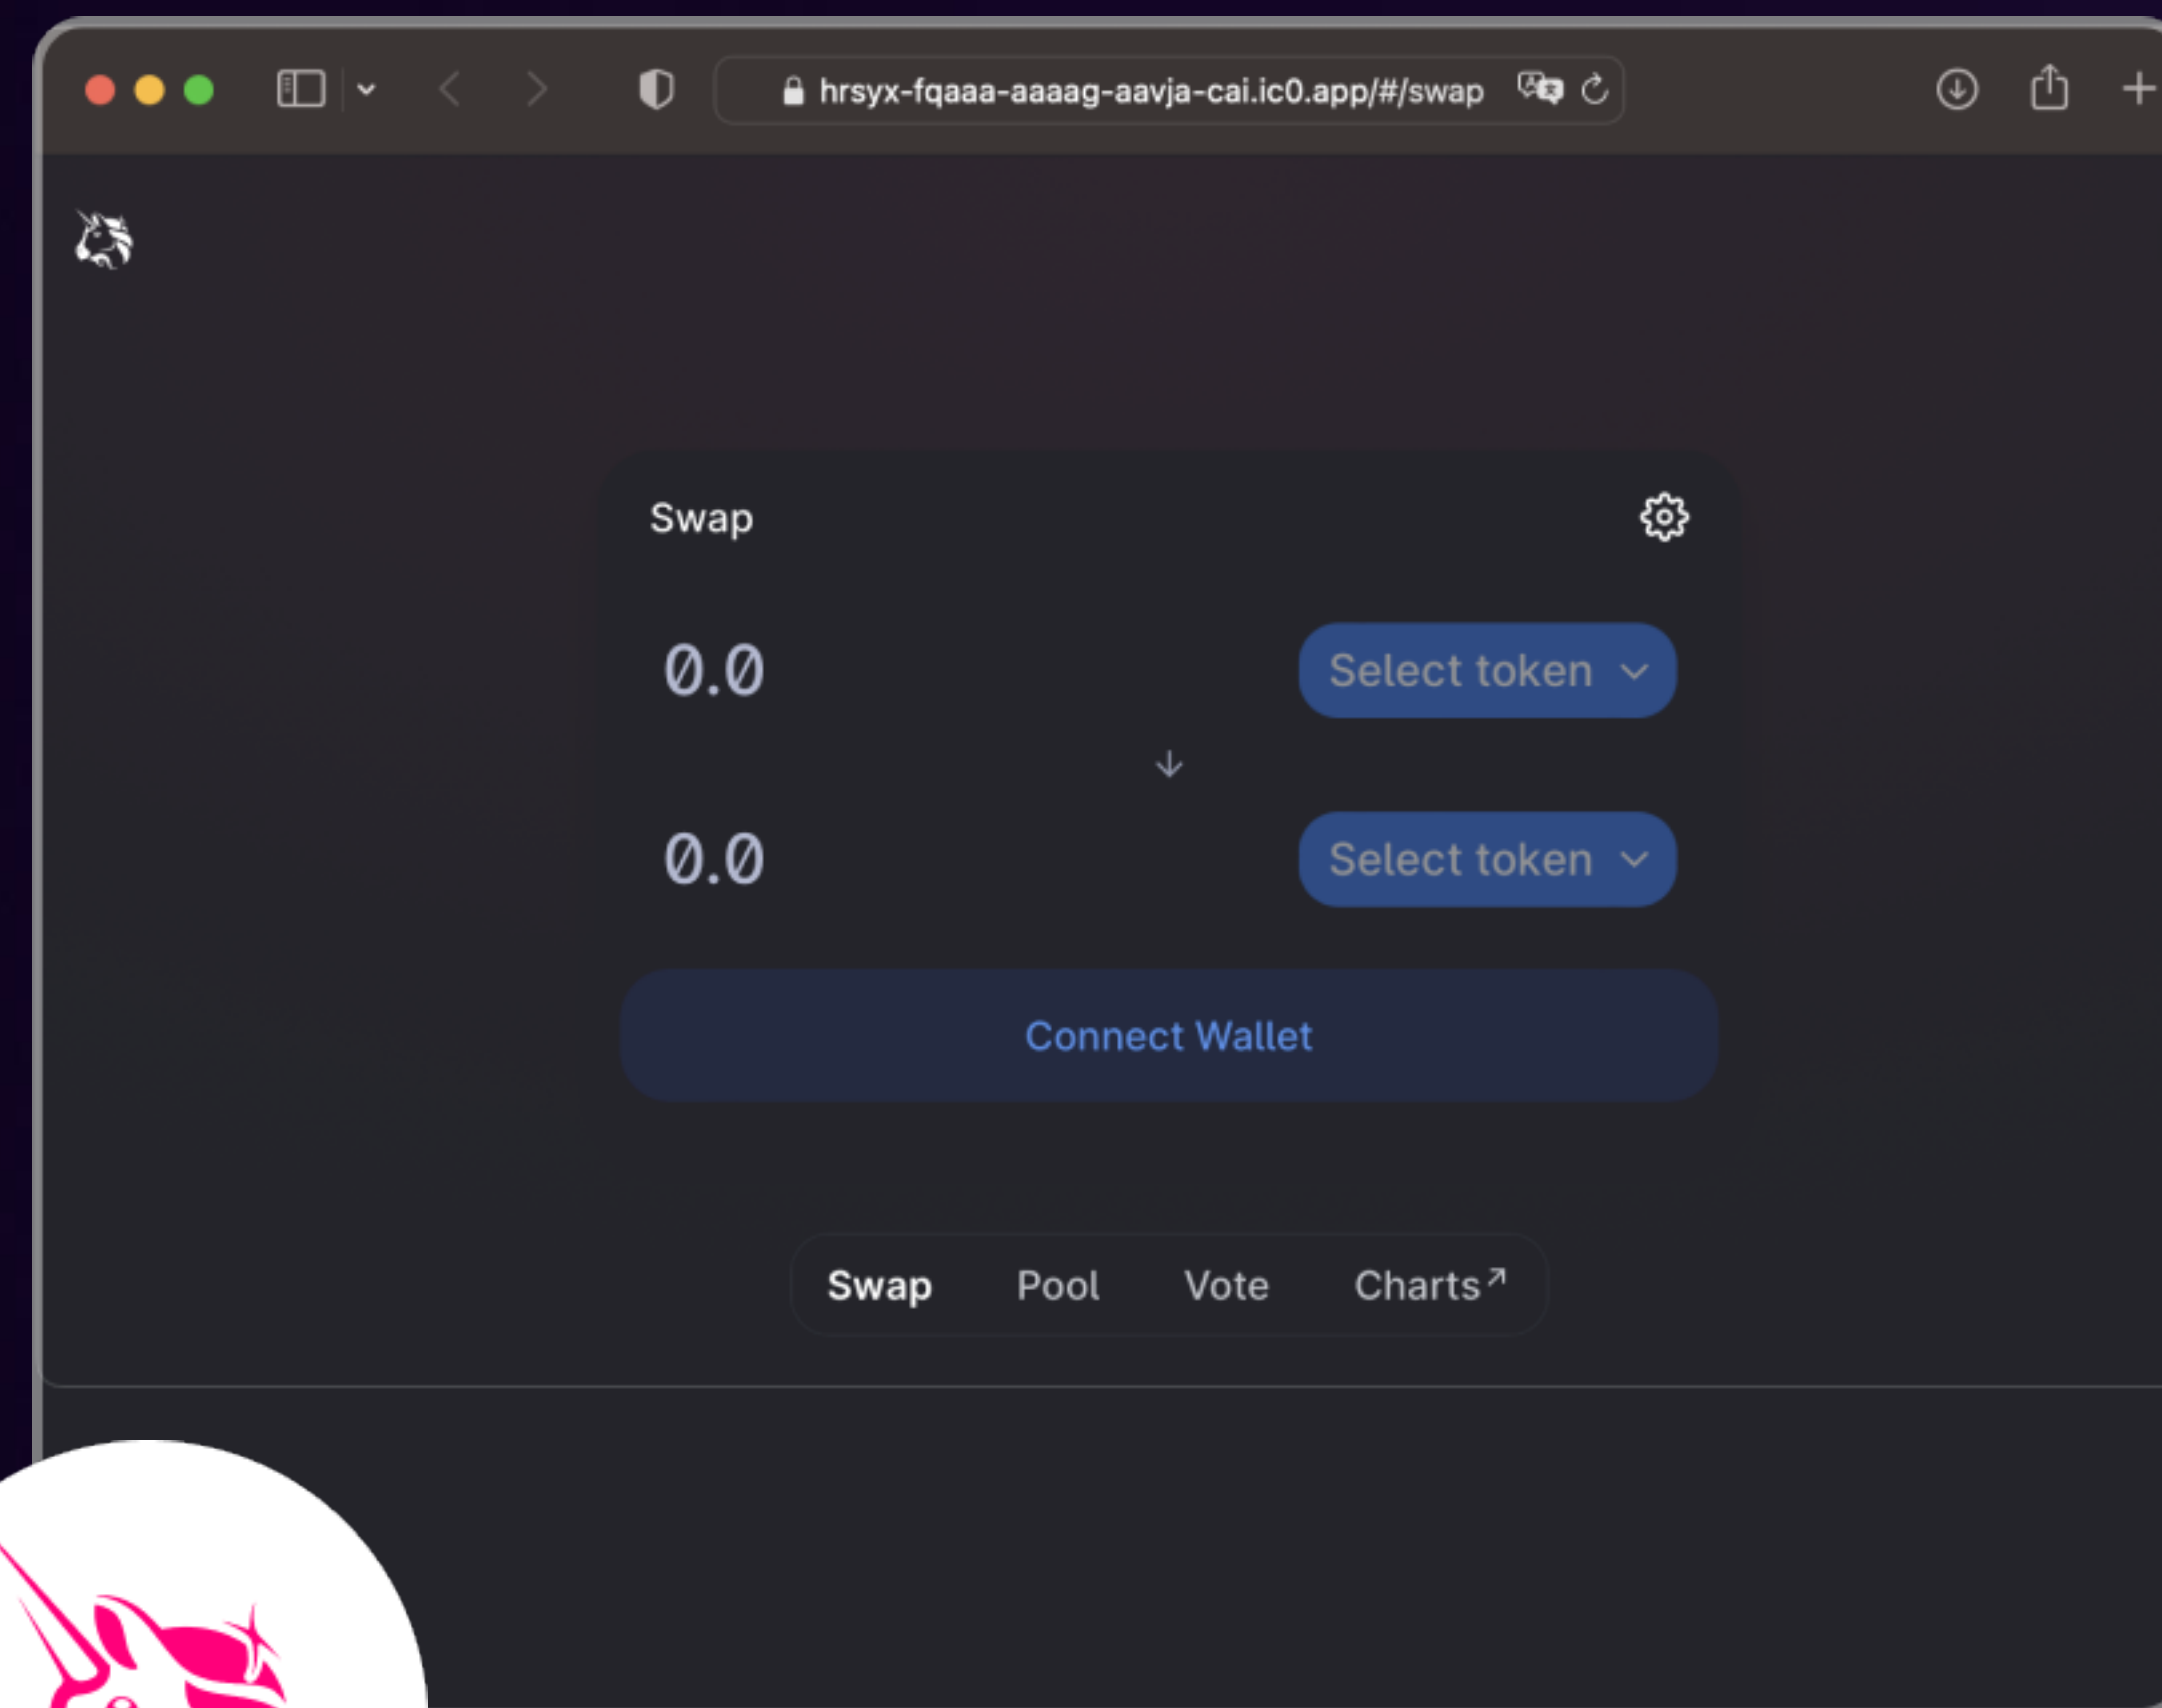 hrsyx-fqaaa-aaaag-aavja-cai.ic0.app/#/swap
Swap
0.0 Select token
0.0 Select token
Connect Wallet
Swap Pool Vote Charts↗